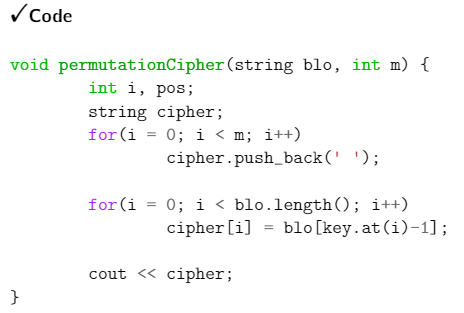 ✓Code
void permutationCipher(string blo, int m) {
        int i, pos;
        string cipher;
        for(i = 0; i < m; i++)
                cipher.push_back(' ');

        for(i = 0; i < blo.length(); i++)
                cipher[i] = blo[key.at(i)-1];

        cout << cipher;
}